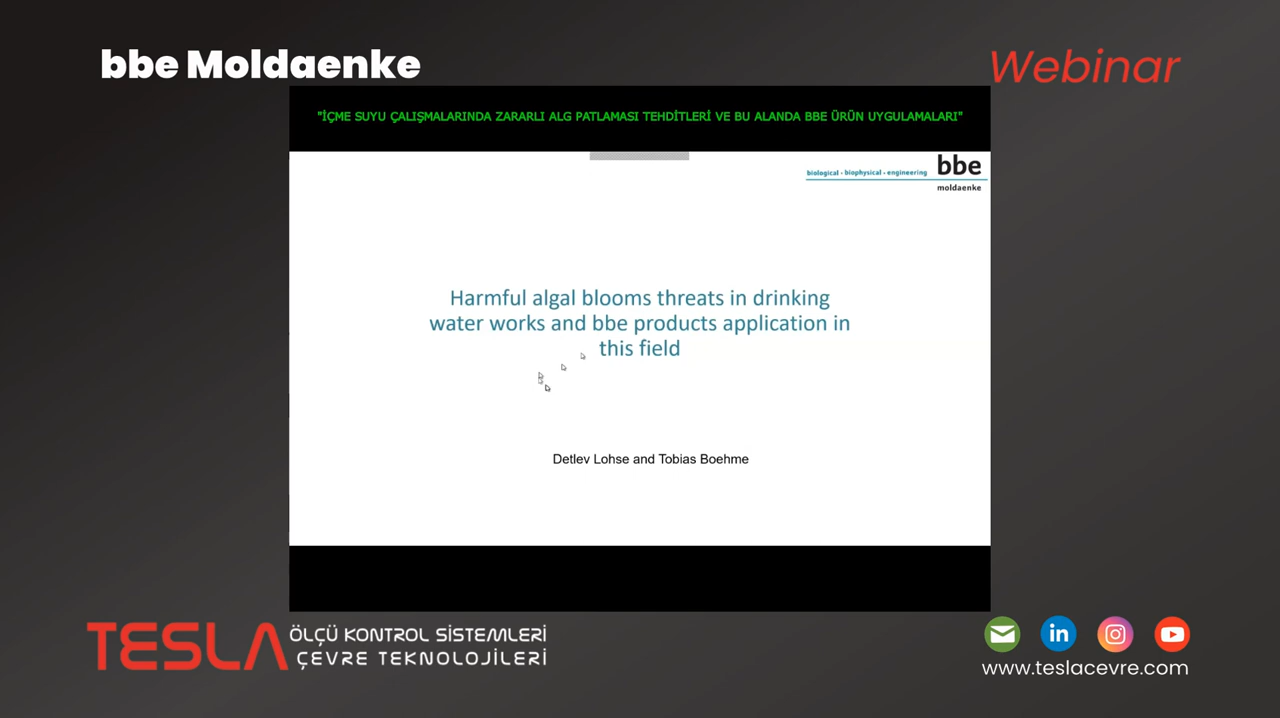 bbe Moldaenke
Webinar
"İÇME SUYU ÇALIŞMALARINDA ZARARLI ALG PATLAMASI TEHDİTLERİ VE BU ALANDA BBE ÜRÜN UYGULAMALARI"
biological - biophysical - engineering
bbe
moldaenke
Harmful algal blooms threats in drinking
water works and bbe products application in
this field
Detlev Lohse and Tobias Boehme
TESLA
ÖLÇÜ KONTROL SİSTEMLERİ
ÇEVRE TEKNOLOJİLERİ
in
www.teslacevre.com